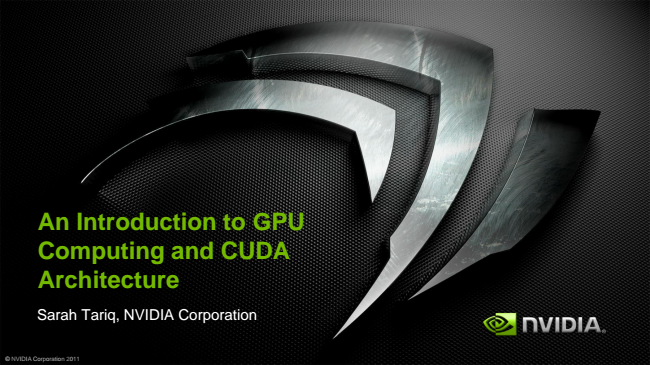 An Introduction to GPU
Computing and CUDA
Architecture
Sarah Tariq, NVIDIA Corporation
NVIDIA.
© NVIDIA Corporation 2011